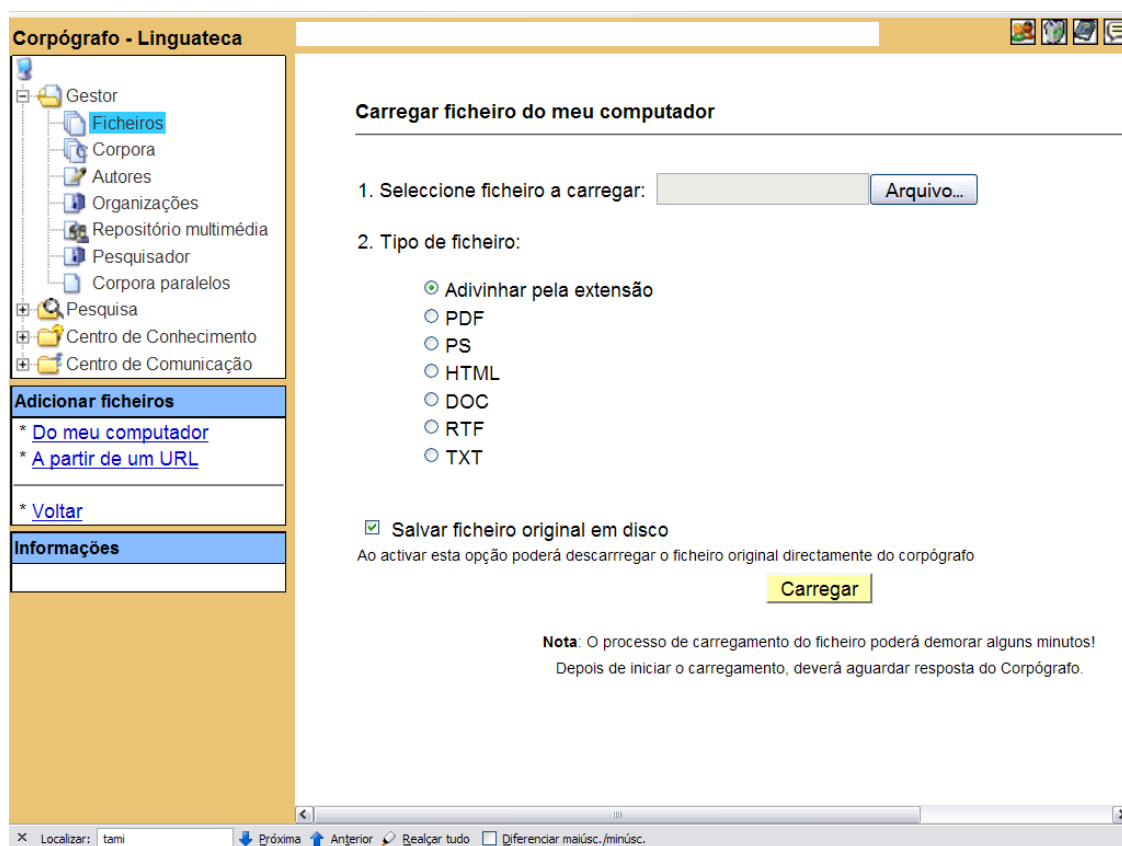 Corpógrafo - Linguateca
Gestor
Ficheiros
Corpora
Autores
Organizações
Repositório multimédia
Pesquisador
Corpora paralelos
Pesquisa
Centro de Conhecimento
Centro de Comunicação
Adicionar ficheiros
* Do meu computador
* A partir de um URL
* Voltar
Informações
Carregar ficheiro do meu computador
1. Seleccione ficheiro a carregar: Arquivo...
2. Tipo de ficheiro:
Adivinhar pela extensão
PDF
PS
HTML
DOC
RTF
TXT
Salvar ficheiro original em disco
Ao activar esta opção poderá descarrregar o ficheiro original directamente do corpógrafo
Carregar
Nota: O processo de carregamento do ficheiro poderá demorar alguns minutos!
Depois de iniciar o carregamento, deverá aguardar resposta do Corpógrafo.
× Localizar: tami Próxima Anterior Realçar tudo Diferenciar maiúsc./minúsc.